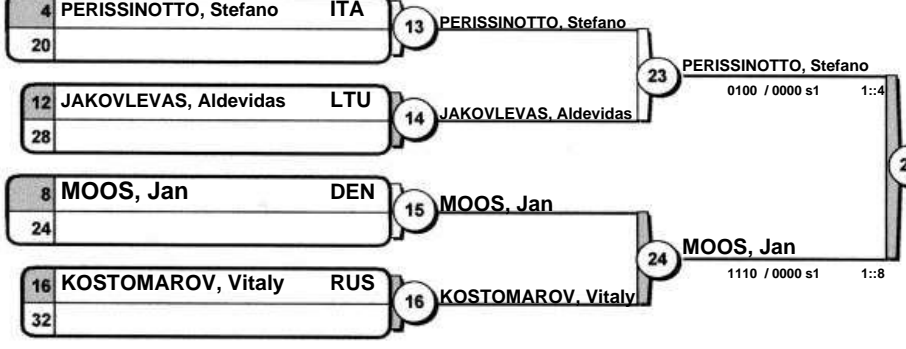 4 PERISSINOTTO, Stefano ITA
20
13
PERISSINOTTO, Stefano
12 JAKOVLEVAS, Aldevidas LTU
28
14
JAKOVLEVAS, Aldevidas
23
PERISSINOTTO, Stefano
0100 / 0000 s1 1::4
8 MOOS, Jan DEN
24
15
MOOS, Jan
16 KOSTOMAROV, Vitaly RUS
32
16
KOSTOMAROV, Vitaly
24
MOOS, Jan
1110 / 0000 s1 1::8